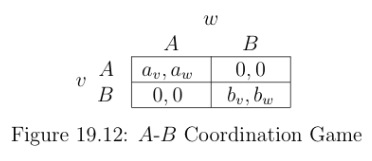 w
A B
v A a_v, a_w 0, 0
B 0, 0 b_v, b_w
Figure 19.12: A-B Coordination Game